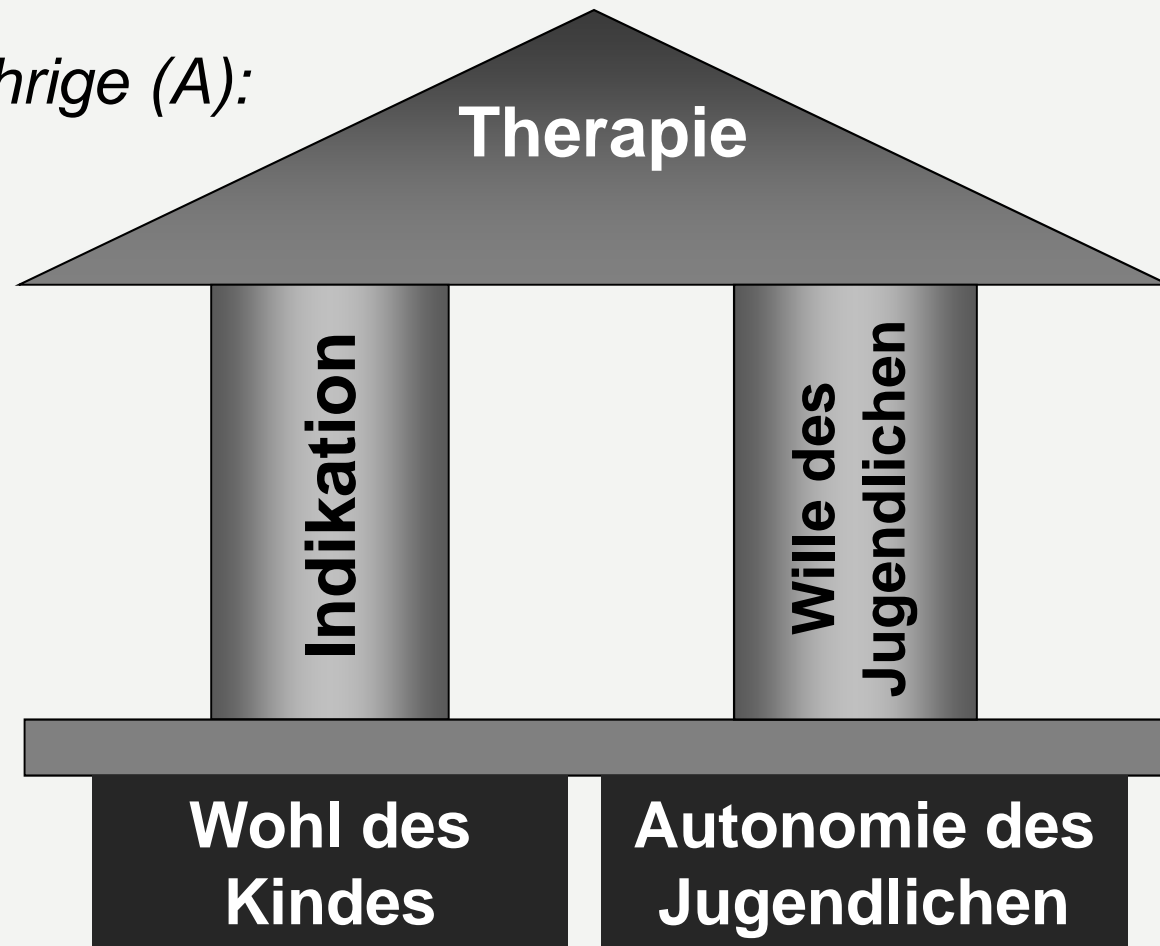 hrige (A):
Therapie
Indikation
Wille des
Jugendlichen
Wohl des
Kindes
Autonomie des
Jugendlichen